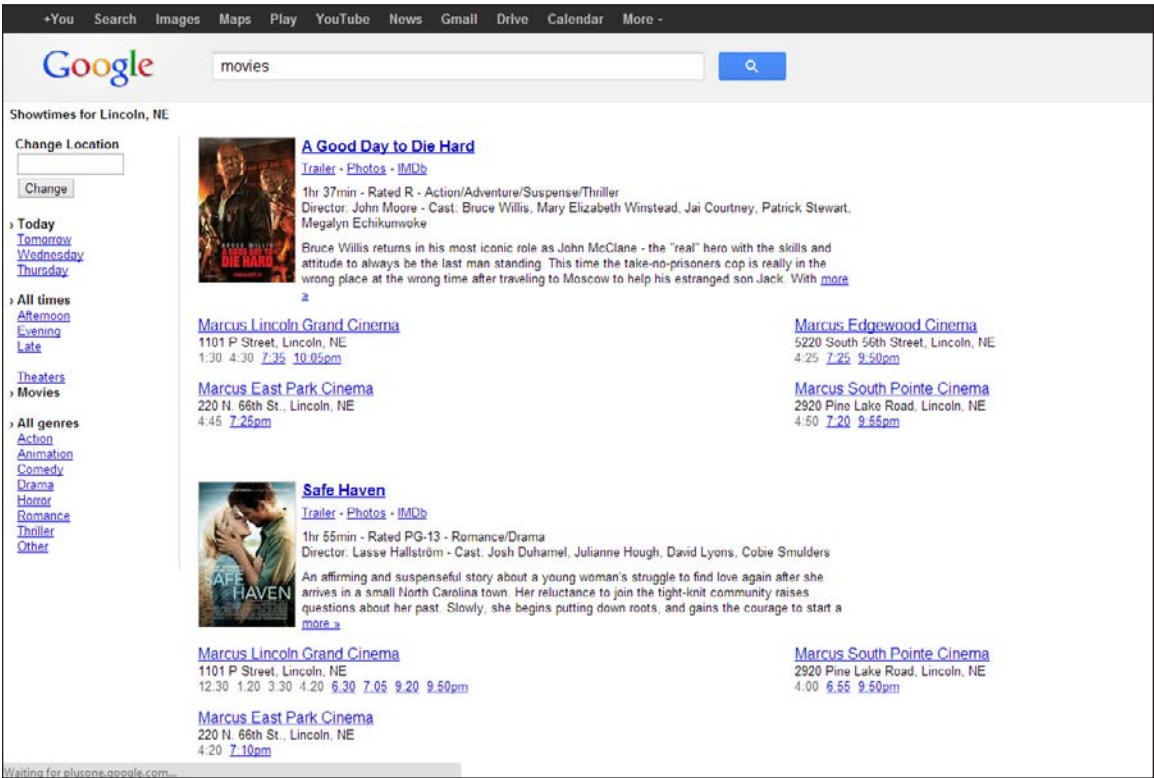 +You Search Images Maps Play YouTube News Gmail Drive Calendar More
Google
movies
Showtimes for Lincoln, NE
Change Location
Change
› Today
Tomorrow
Wednesday
Thursday
› All times
Afternoon
Evening
Late
Theaters
› Movies
› All genres
Action
Animation
Comedy
Drama
Horror
Romance
Thriller
Other
BRUCE WILLIS
A GOOD DAY TO
DIE HARD
A Good Day to Die Hard
Trailer - Photos - IMDb
1hr 37min - Rated R - Action/Adventure/Suspense/Thriller
Director: John Moore - Cast: Bruce Willis, Mary Elizabeth Winstead, Jai Courtney, Patrick Stewart,
Megalyn Echikunwoke
Bruce Willis returns in his most iconic role as John McClane - the "real" hero with the skills and
attitude to always be the last man standing. This time the take-no-prisoners cop is really in the
wrong place at the wrong time after traveling to Moscow to help his estranged son Jack. With more
»
Marcus Lincoln Grand Cinema
1101 P Street, Lincoln, NE
1:30 4:30 7:35 10:05pm
Marcus Edgewood Cinema
5220 South 56th Street, Lincoln, NE
4:25 7:25 9:50pm
Marcus East Park Cinema
220 N. 66th St., Lincoln, NE
4:45 7:25pm
Marcus South Pointe Cinema
2920 Pine Lake Road, Lincoln, NE
4:50 7:20 9:55pm
SAFE
HAVEN
Safe Haven
Trailer - Photos - IMDb
1hr 55min - Rated PG-13 - Romance/Drama
Director: Lasse Hallström - Cast: Josh Duhamel, Julianne Hough, David Lyons, Cobie Smulders
An affirming and suspenseful story about a young woman's struggle to find love again after she
arrives in a small North Carolina town. Her reluctance to join the tight-knit community raises
questions about her past. Slowly, she begins putting down roots, and gains the courage to start a
more »
Marcus Lincoln Grand Cinema
1101 P Street, Lincoln, NE
12:30 1:20 3:30 4:20 6:30 7:05 9:20 9:50pm
Marcus South Pointe Cinema
2920 Pine Lake Road, Lincoln, NE
4:00 6:55 9:50pm
Marcus East Park Cinema
220 N. 66th St., Lincoln, NE
4:20 7:10pm
Waiting for plusone.google.com...